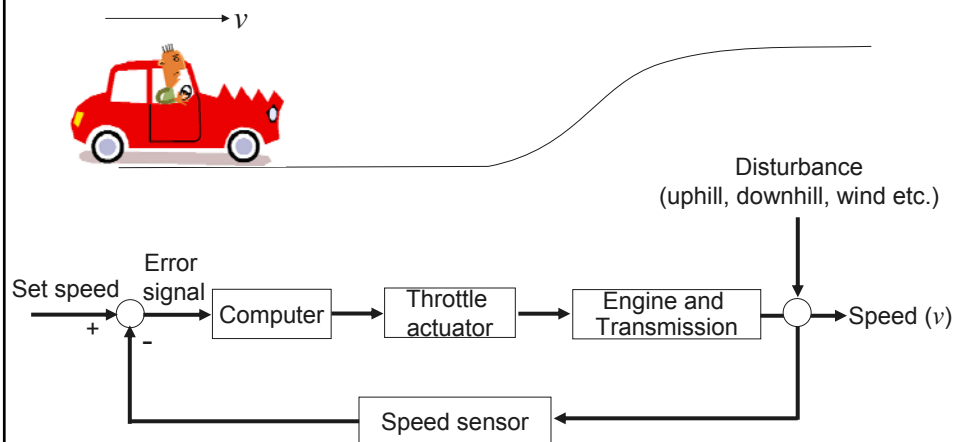 v
Disturbance
(uphill, downhill, wind etc.)
Set speed
+
-
Error
signal
Computer
Throttle
actuator
Engine and
Transmission
Speed (v)
Speed sensor